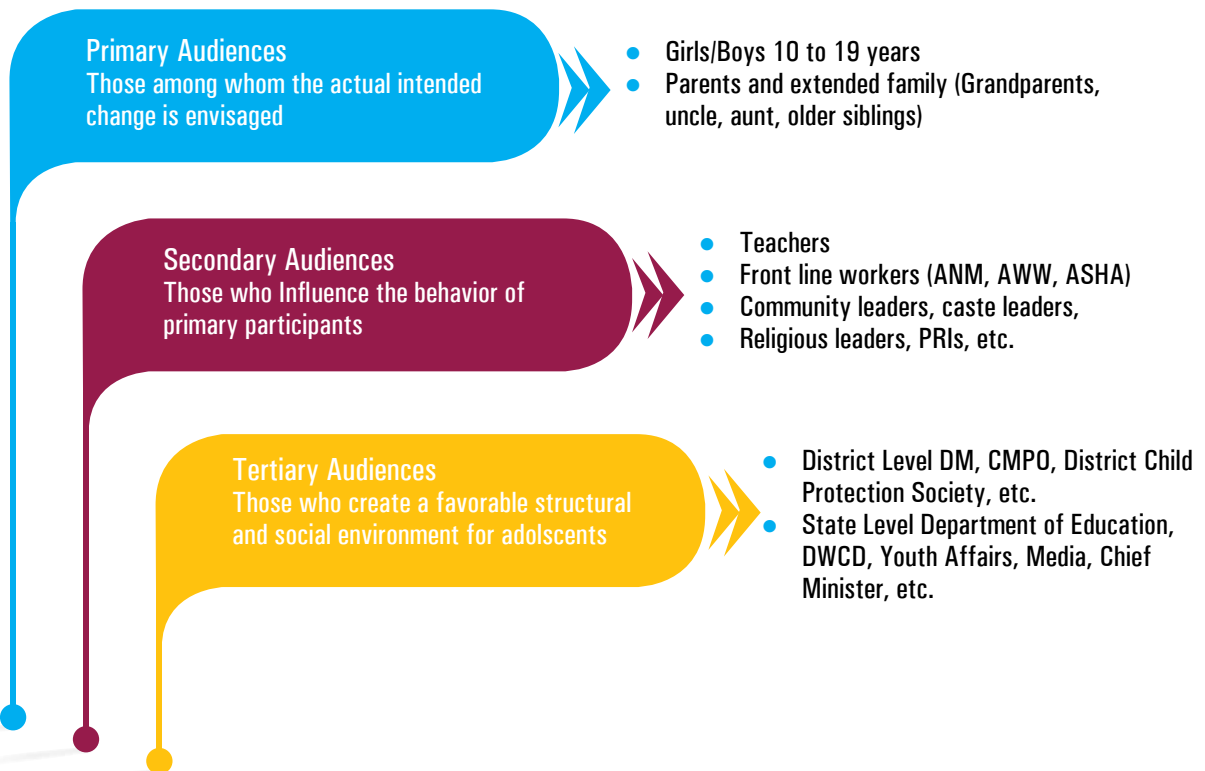 Primary Audiences
Those among whom the actual intended
change is envisaged
● Girls/Boys 10 to 19 years
● Parents and extended family (Grandparents,
uncle, aunt, older siblings)
Secondary Audiences
Those who Influence the behavior of
primary participants
● Teachers
● Front line workers (ANM, AWW, ASHA)
● Community leaders, caste leaders,
● Religious leaders, PRIs, etc.
Tertiary Audiences
Those who create a favorable structural
and social environment for adolscents
● District Level DM, CMPO, District Child
Protection Society, etc.
● State Level Department of Education,
DWCD, Youth Affairs, Media, Chief
Minister, etc.